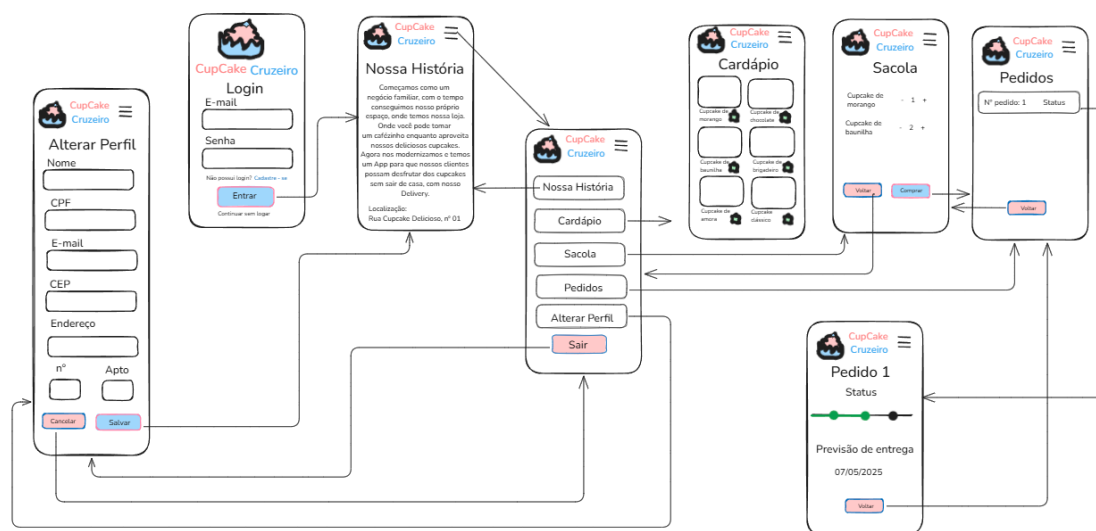 CupCake
Cruzeiro
Alterar Perfil
Nome
CPF
E-mail
CEP
Endereço
n°
Apto
Cancelar
Salvar
CupCake Cruzeiro
Login
E-mail
Senha
Não possui login? Cadastre - se
Entrar
Continuar sem logar
CupCake
Cruzeiro
Nossa História
Começamos como um
negócio familiar, com o tempo
conseguimos nosso próprio
espaço, onde temos nossa loja.
Onde você pode tomar
um cafézinho enquanto aproveita
nossos deliciosos cupcakes.
Agora nos modernizamos e temos
um App para que nossos clientes
possam desfrutar dos cupcakes
sem sair de casa, com nosso
Delivery.
Localização:
Rua Cupcake Delicioso, n° 01
CupCake
Cruzeiro
Nossa História
Cardápio
Sacola
Pedidos
Alterar Perfil
Sair
CupCake
Cruzeiro
Cardápio
Cupcake de
morango
Cupcake de
chocolate
Cupcake de
baunilha
Cupcake de
brigadeiro
Cupcake de
amora
Cupcake
clássico
CupCake
Cruzeiro
Sacola
Cupcake de
morango
- 1 +
Cupcake de
baunilha
- 2 +
Voltar
Comprar
CupCake
Cruzeiro
Pedidos
N° pedido: 1 Status
Voltar
CupCake
Cruzeiro
Pedido 1
Status
Previsão de entrega
07/05/2025
Voltar